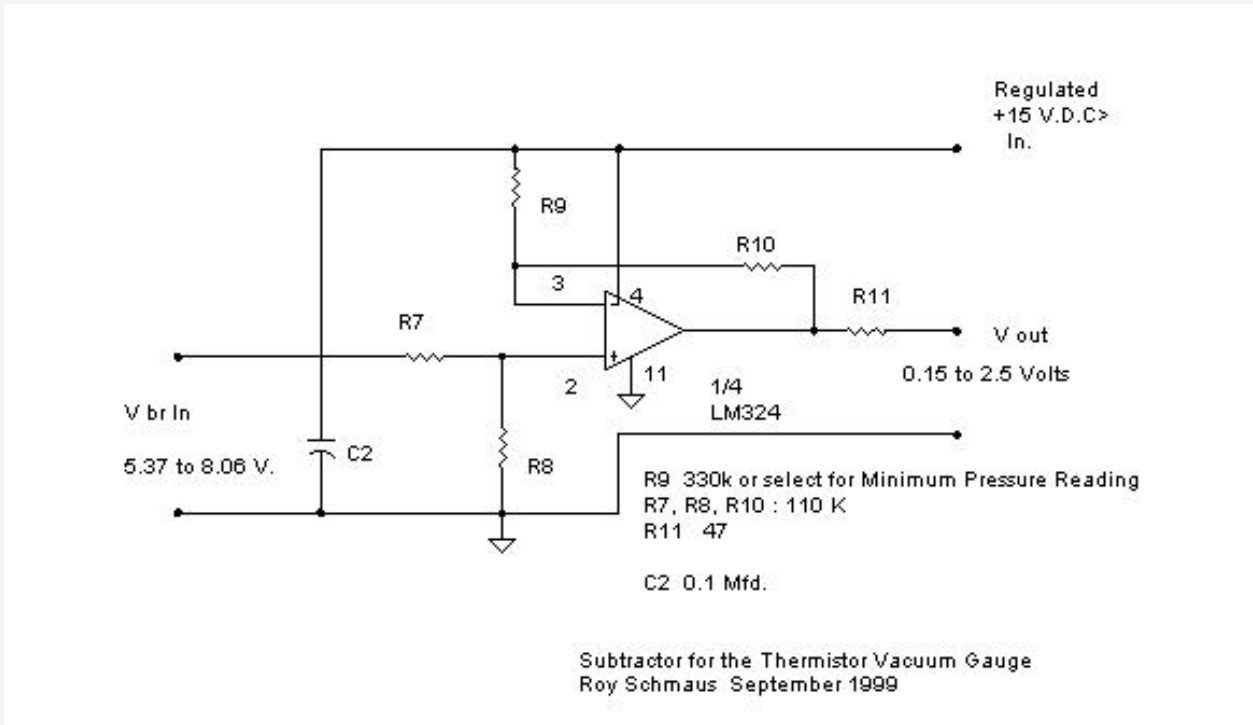 Regulated
+15 V.D.C>
In.
R9
R10
3
4
R11
R7
V out
+
11
2
1/4
0.15 to 2.5 Volts
LM324
V br In
C2
5.37 to 8.06 V.
R8
R9 330k or select for Minimum Pressure Reading
R7, R8, R10 : 110 K
R11 47
C2 0.1 Mfd.
Subtractor for the Thermistor Vacuum Gauge
Roy Schmaus September 1999